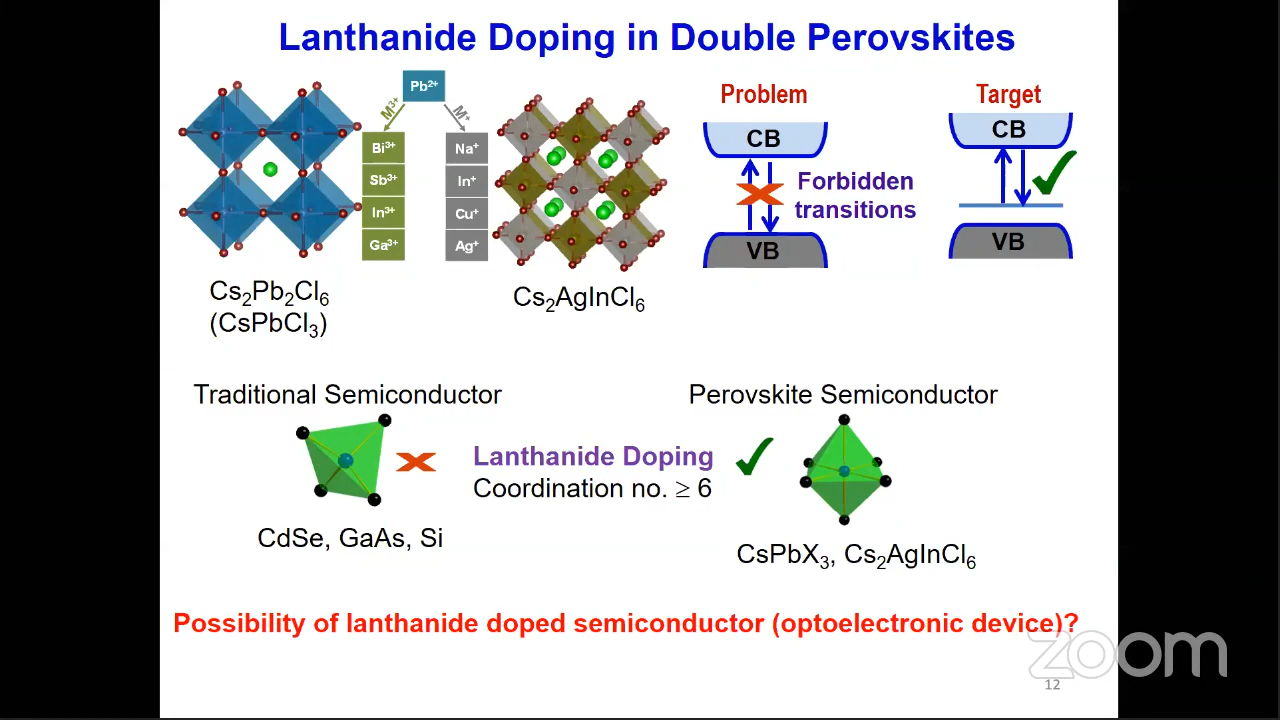 Lanthanide Doping in Double Perovskites
Pb²⁺
M³⁺
M⁺
Bi³⁺
Sb³⁺
In³⁺
Ga³⁺
Na⁺
In⁺
Cu⁺
Ag⁺
Cs₂Pb₂Cl₆
(CsPbCl₃)
Cs₂AgInCl₆
Problem
CB
Forbidden
transitions
VB
Target
CB
VB
Traditional Semiconductor
CdSe, GaAs, Si
Lanthanide Doping
Coordination no. ≥ 6
Perovskite Semiconductor
CsPbX₃, Cs₂AgInCl₆
Possibility of lanthanide doped semiconductor (optoelectronic device)?
zoom
12